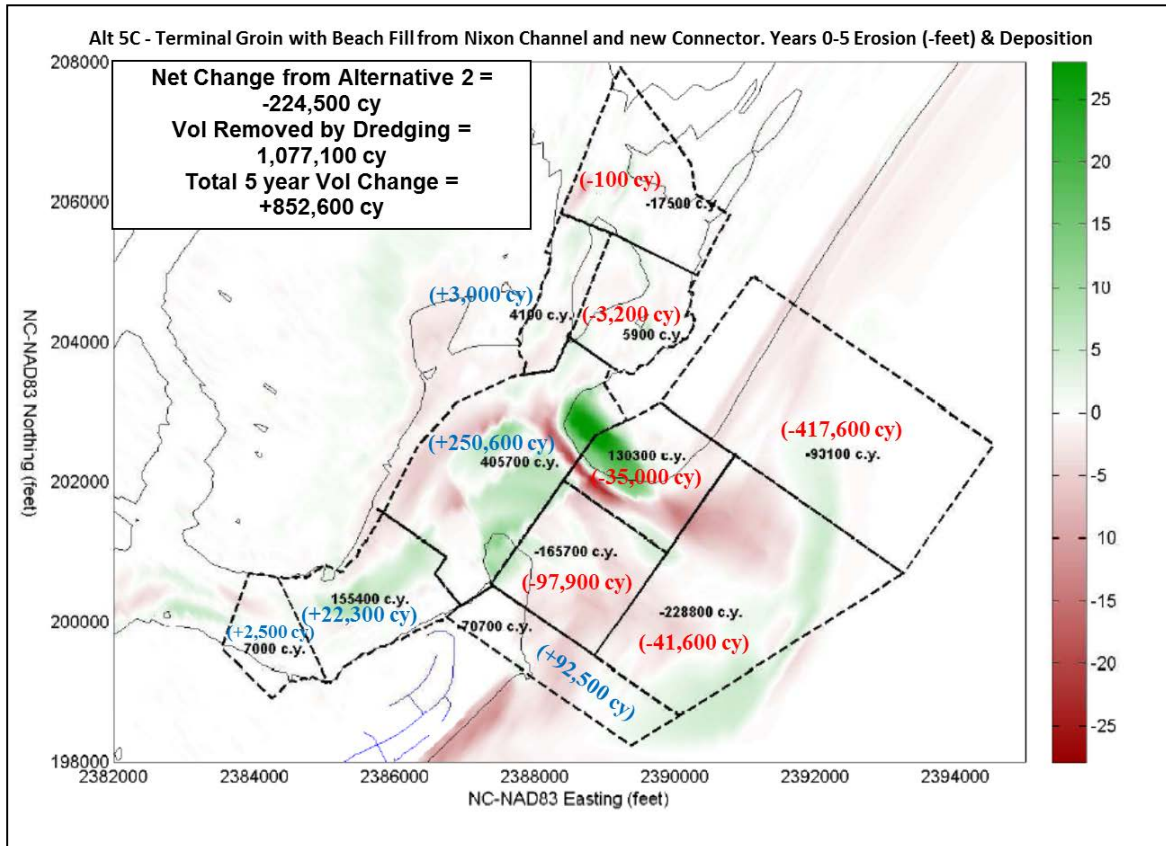 Alt 5C - Terminal Groin with Beach Fill from Nixon Channel and new Connector. Years 0-5 Erosion (-feet) & Deposition
Net Change from Alternative 2 =
-224,500 cy
Vol Removed by Dredging =
1,077,100 cy
Total 5 year Vol Change =
+852,600 cy
208000
206000
204000
202000
200000
198000
NC-NAD83 Northing (feet)
(-100 cy)
-17500 c.y.
(+3,000 cy)
4100 c.y.
(-3,200 cy)
5900 c.y.
(-417,600 cy)
-93100 c.y.
(+250,600 cy)
405700 c.y.
130300 c.y.
(-35,000 cy)
-165700 c.y.
(-97,900 cy)
155400 c.y.
(+22,300 cy)
(+2,500 cy)
7000 c.y.
-70700 c.y.
(+92,500 cy)
-228800 c.y.
(-41,600 cy)
2382000
2384000
2386000
2388000
2390000
2392000
2394000
NC-NAD83 Easting (feet)
25
20
15
10
5
0
-5
-10
-15
-20
-25